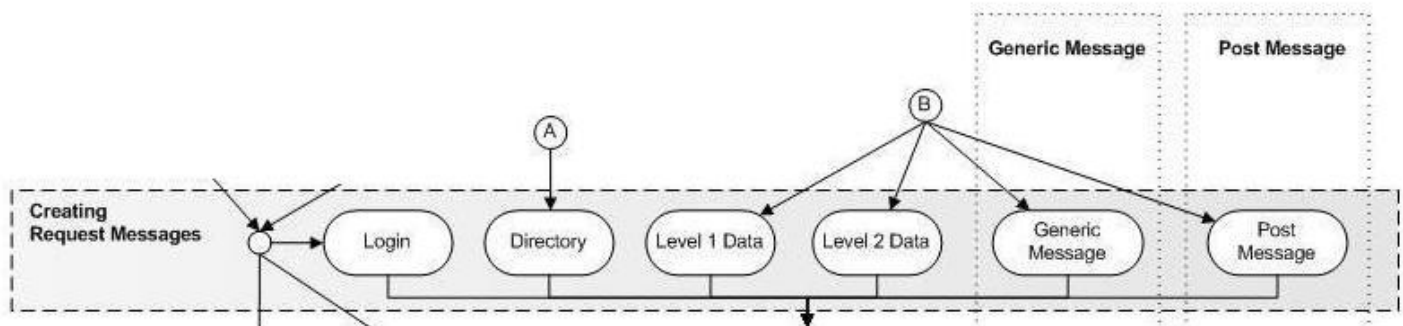 Generic Message
Post Message
B
A
Creating
Request Messages
Login
Directory
Level 1 Data
Level 2 Data
Generic
Message
Post
Message